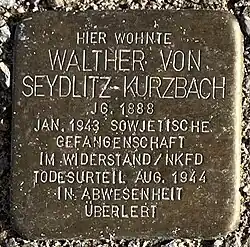 HIER WOHNTE
WALTHER VON
SEYDLITZ-KURZBACH
JG. 1888
JAN. 1943 SOWJETISCHE
GEFANGENSCHAFT
IM WIDERSTAND/NKFD
TODESURTEIL AUG. 1944
IN ABWESENHEIT
ÜBERLEBT